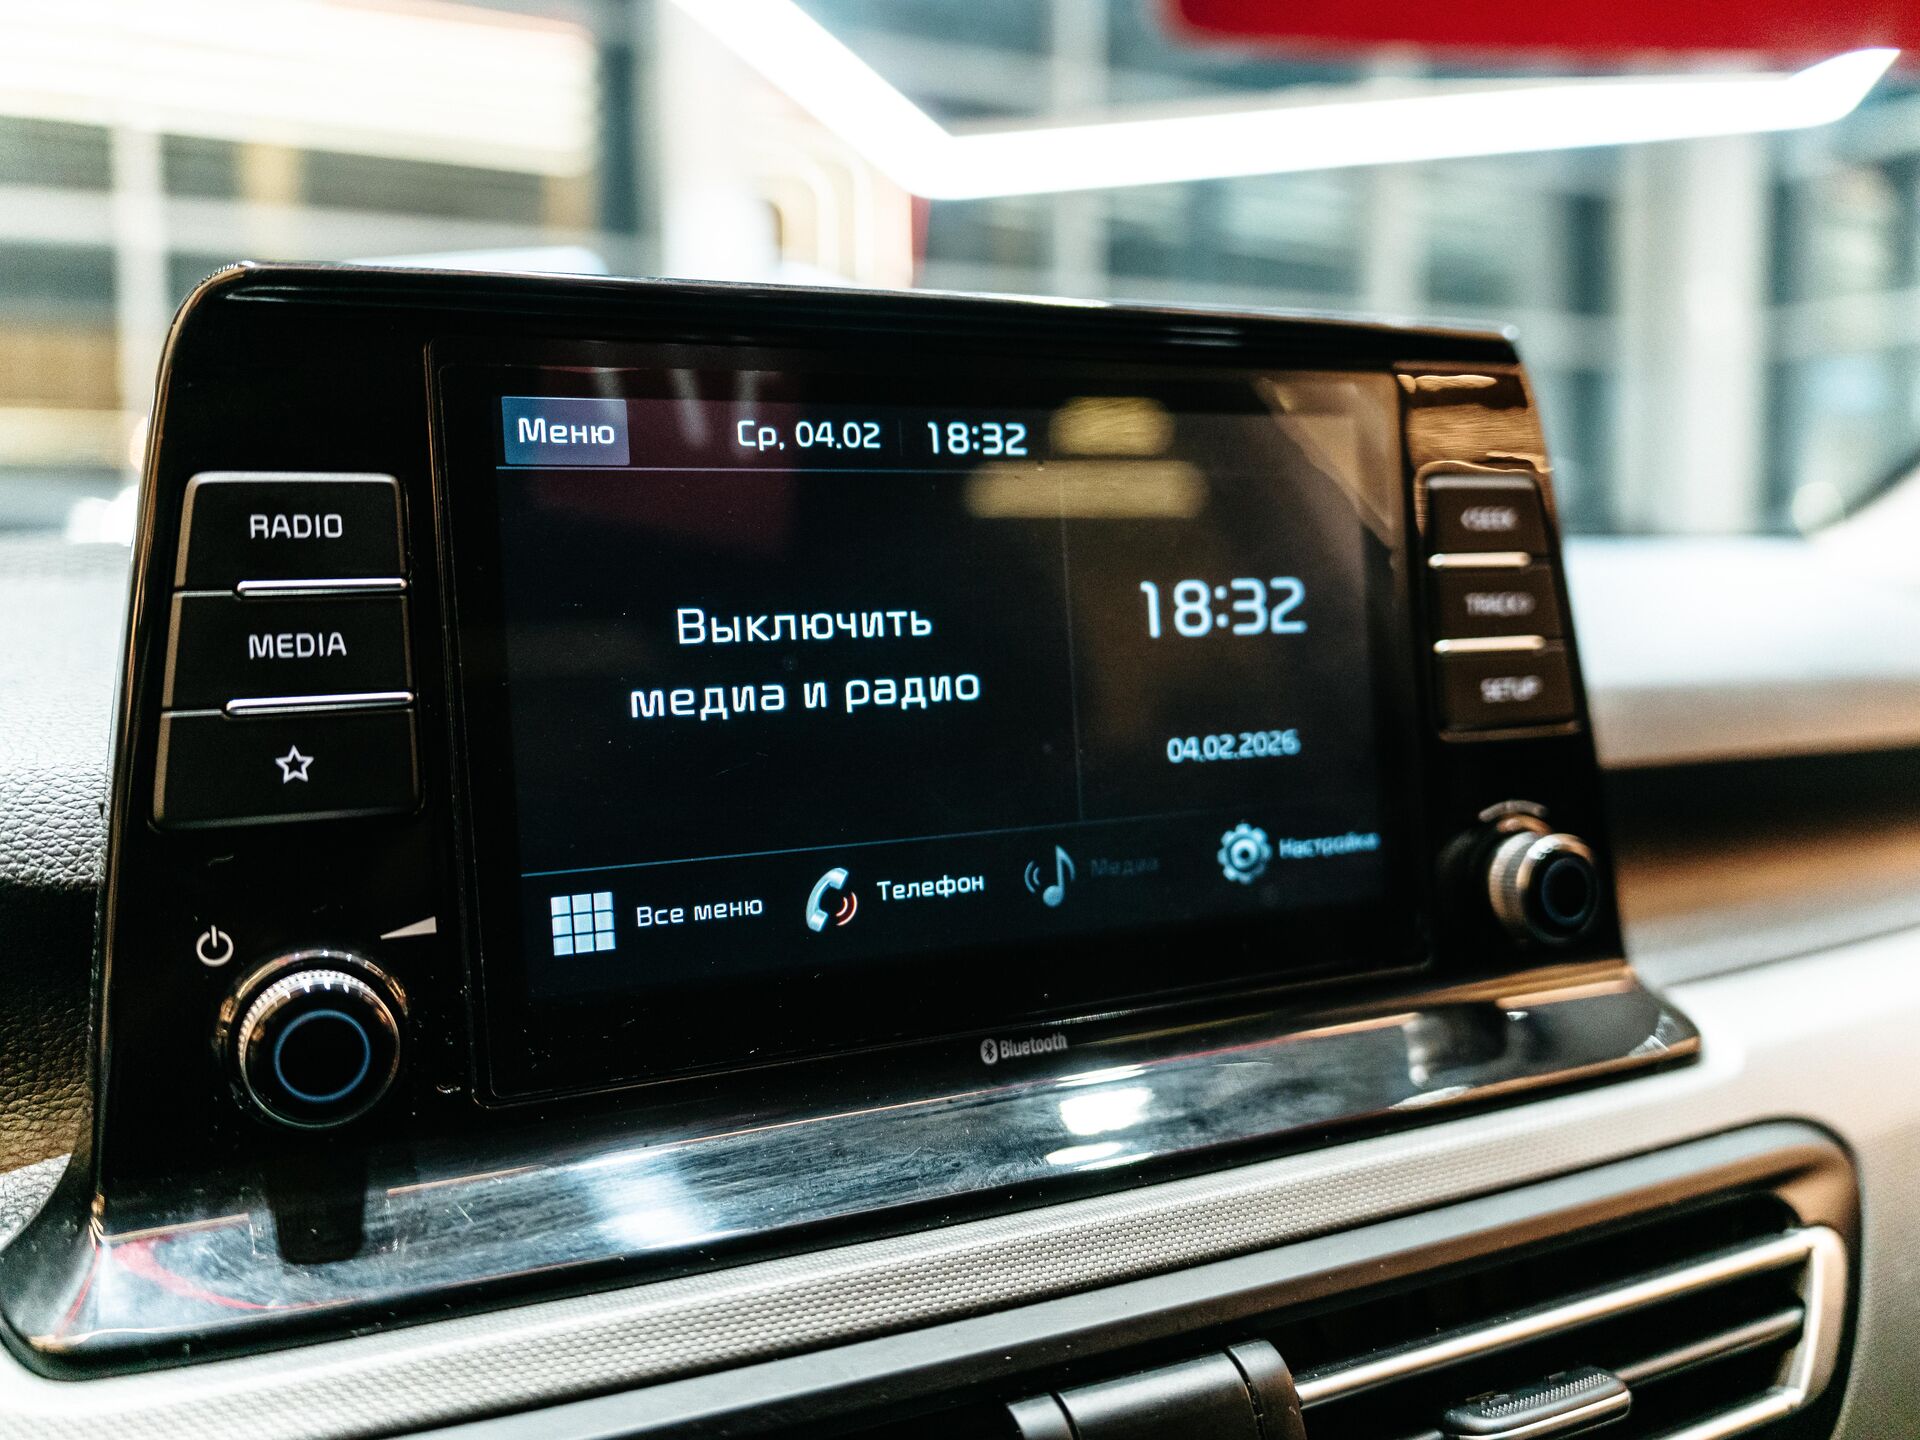 Меню
Ср, 04.02
18:32
RADIO
MEDIA
Выключить
медиа и радио
18:32
04.02.2026
Все меню
Телефон
Медиа
Настройка
<SEEK
TRACK>
SETUP
Bluetooth